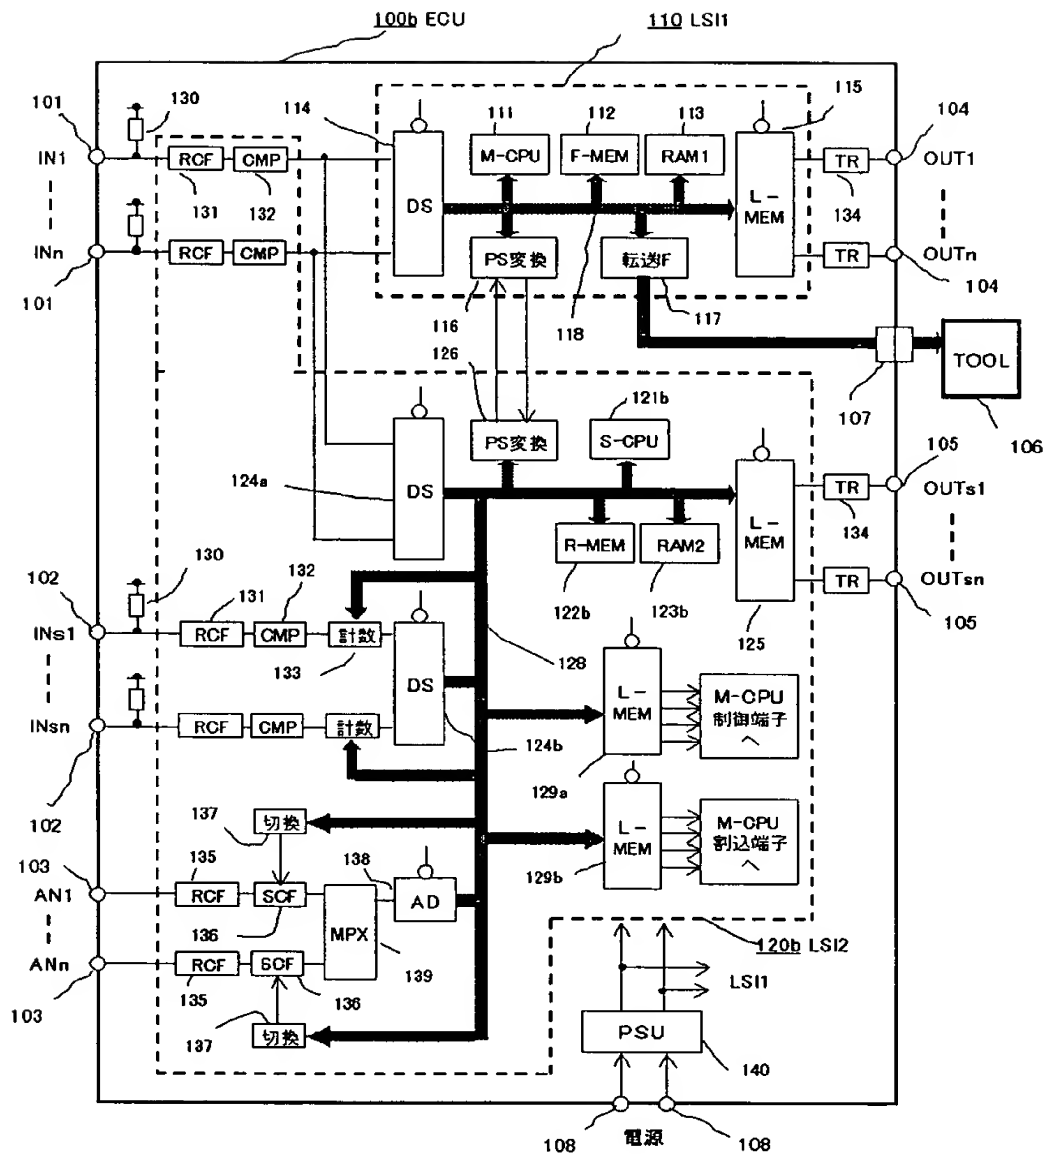 100b ECU
110 LSI1
101
130
114
111
112
113
115
104
IN1
RCF
CMP
M-CPU
F-MEM
RAM1
TR
OUT1
131
132
DS
L-MEM
134
INn
RCF
CMP
PS変換
転送IF
TR
OUTn
101
116
118
117
104
126
107
TOOL
106
121b
PS変換
S-CPU
124a
DS
L-MEM
105
TR
OUTs1
134
R-MEM
RAM2
130
122b
123b
TR
OUTsn
102
131
132
125
105
INs1
RCF
CMP
計数
133
DS
128
L-MEM
M-CPU
制御端子
へ
INsn
RCF
CMP
計数
124b
129a
102
137
切換
L-MEM
M-CPU
割込端子
へ
103
135
138
129b
AN1
RCF
SCF
AD
136
MPX
120b LSI2
ANn
RCF
SCF
139
LSI1
103
135
136
137
切換
PSU
140
108
電源
108